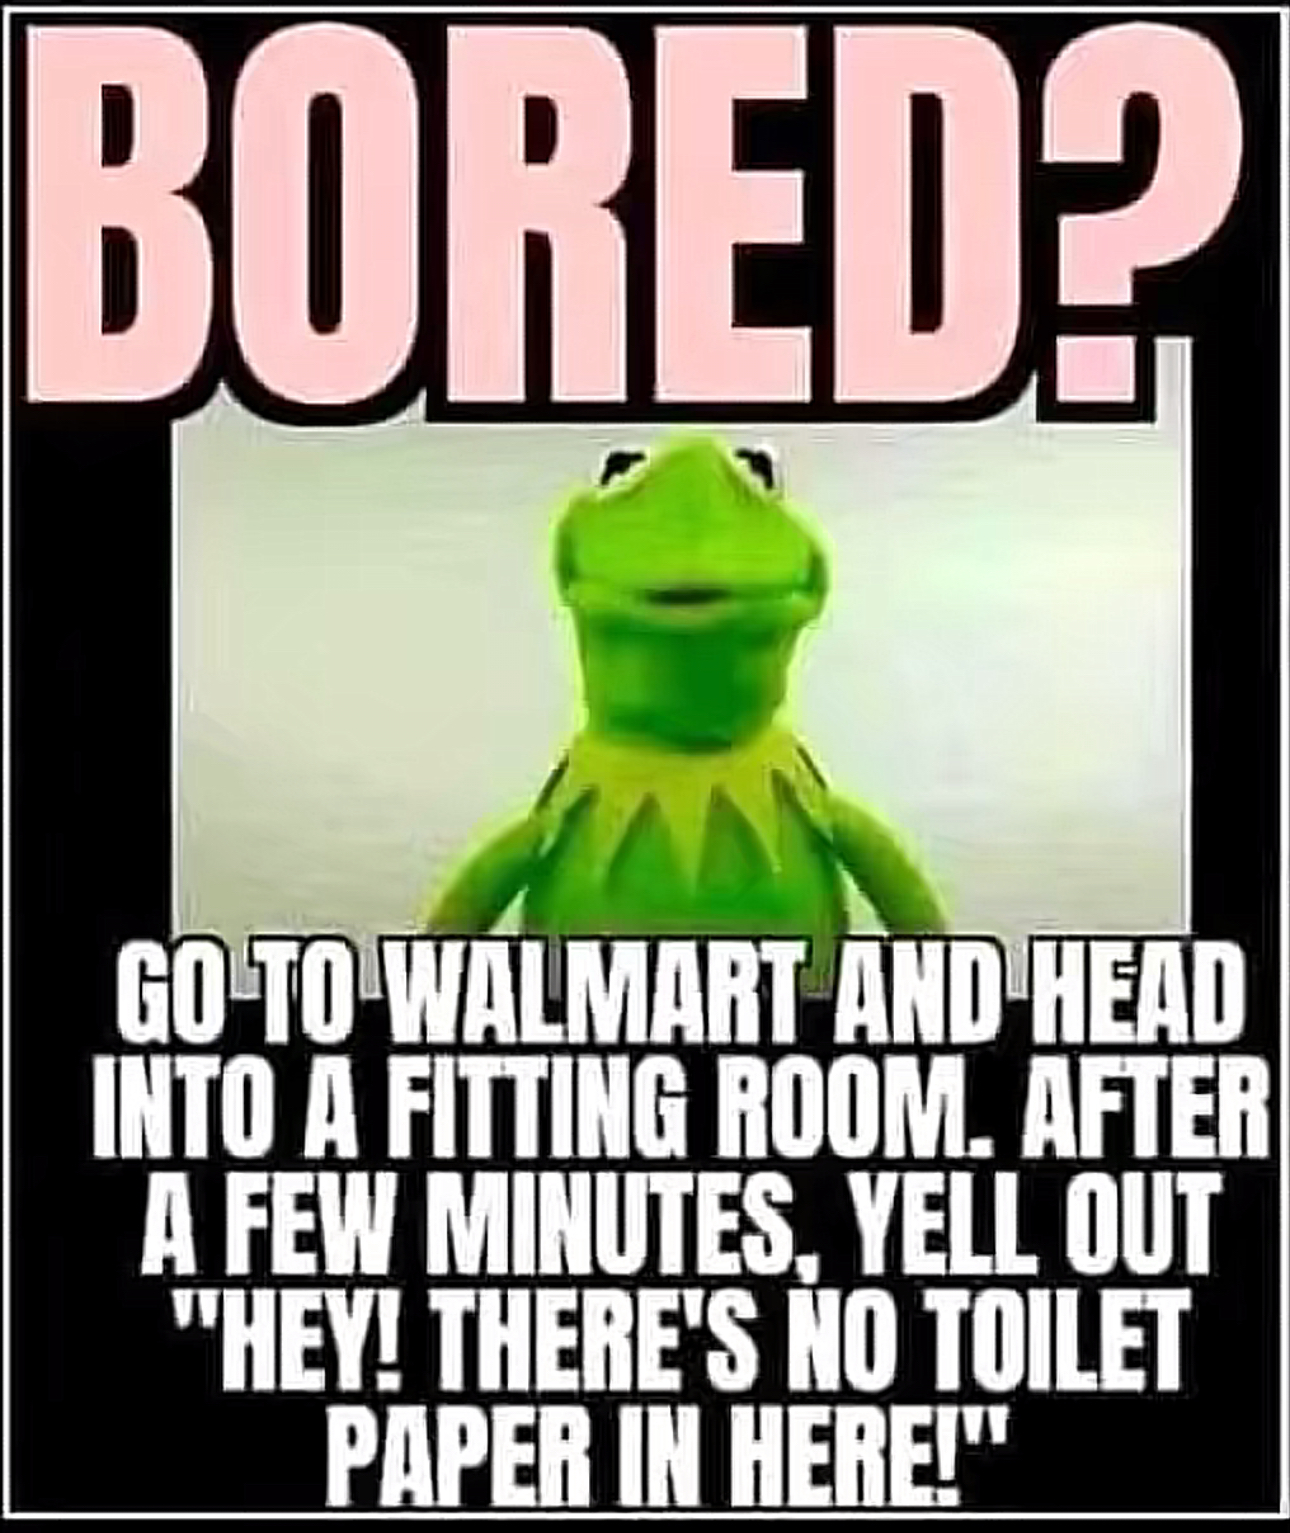 BORED?
GO TO WALMART AND HEAD
INTO A FITTING ROOM. AFTER
A FEW MINUTES, YELL OUT
"HEY! THERE'S NO TOILET
PAPER IN HERE!"